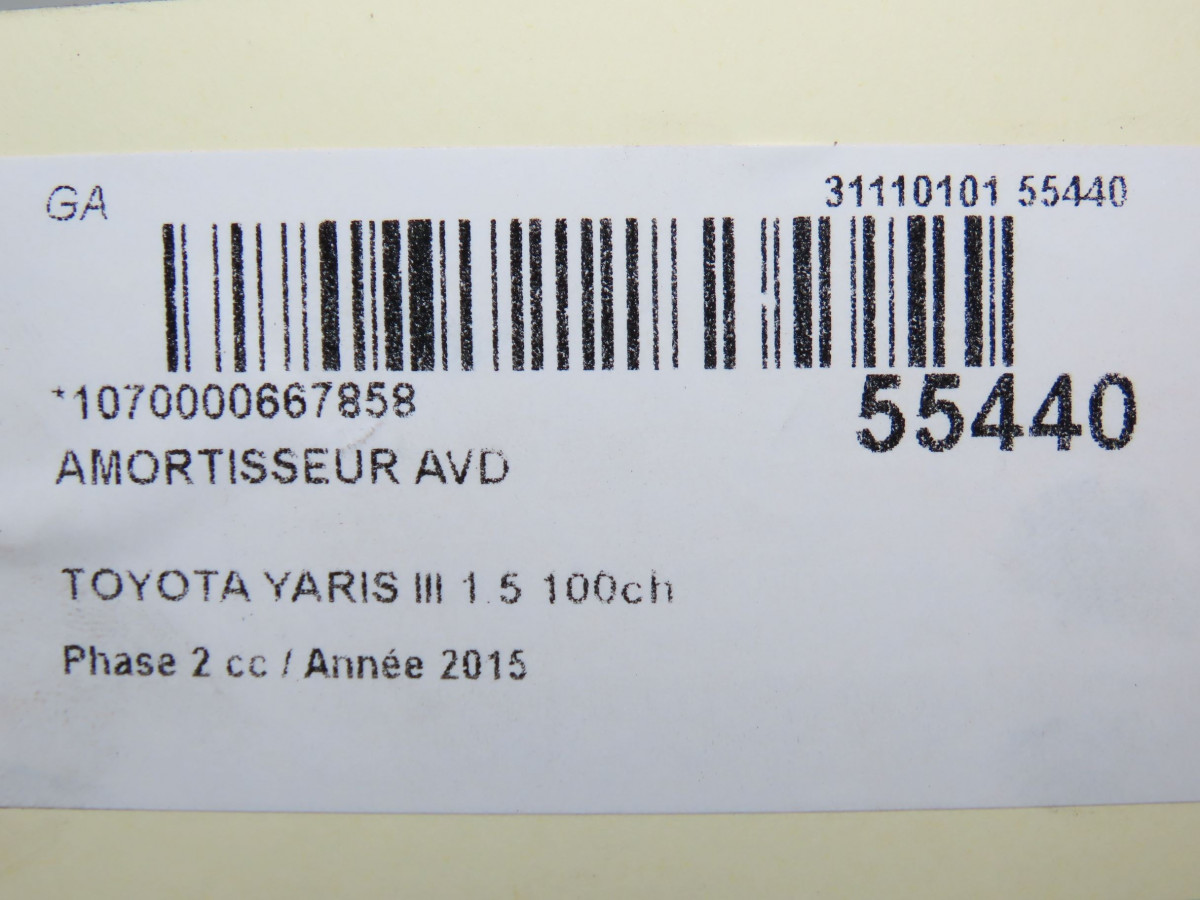 GA
31110101 55440
*1070000667858
55440
AMORTISSEUR AVD
TOYOTA YARIS III 1.5 100ch
Phase 2 cc / Année 2015